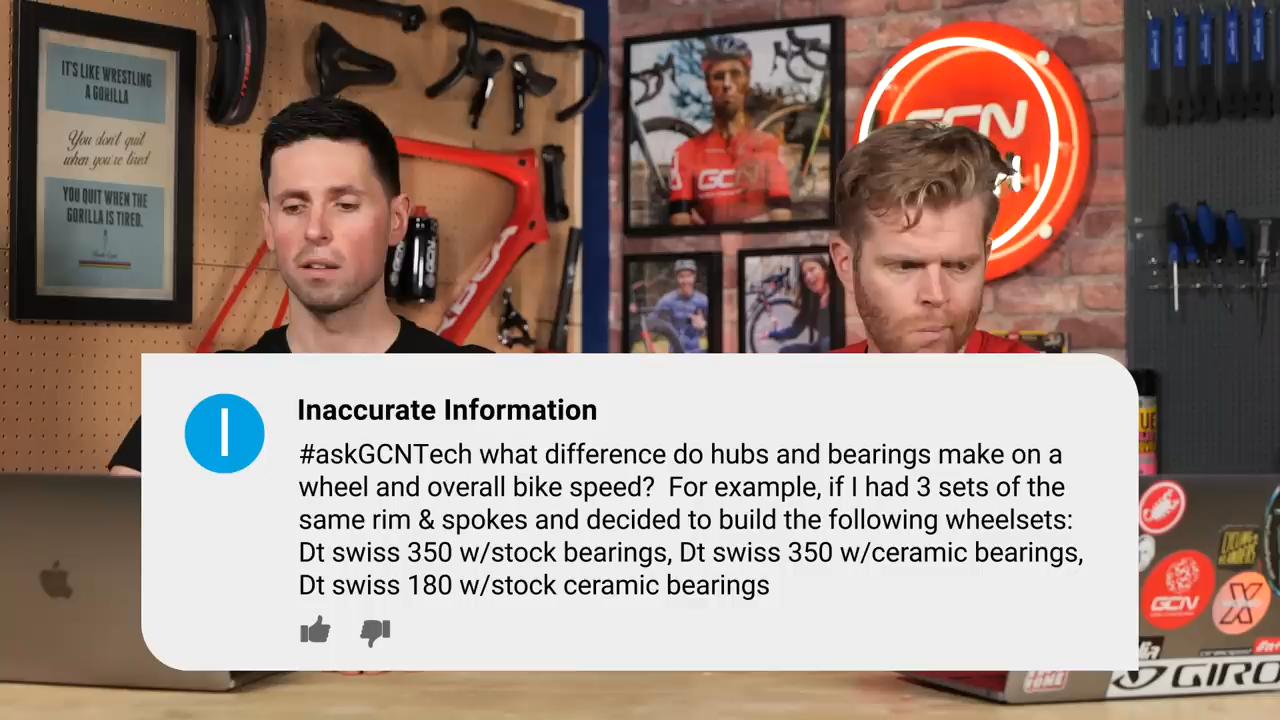 IT'S LIKE WRESTLING
A GORILLA
You don't quit
when you're tired
YOU QUIT WHEN THE
GORILLA IS TIRED.
GCN
GCN
GCN
I
Inaccurate Information
#askGCNTech what difference do hubs and bearings make on a
wheel and overall bike speed? For example, if I had 3 sets of the
same rim & spokes and decided to build the following wheelsets:
Dt swiss 350 w/stock bearings, Dt swiss 350 w/ceramic bearings,
Dt swiss 180 w/stock ceramic bearings
GCN
X
GIRO